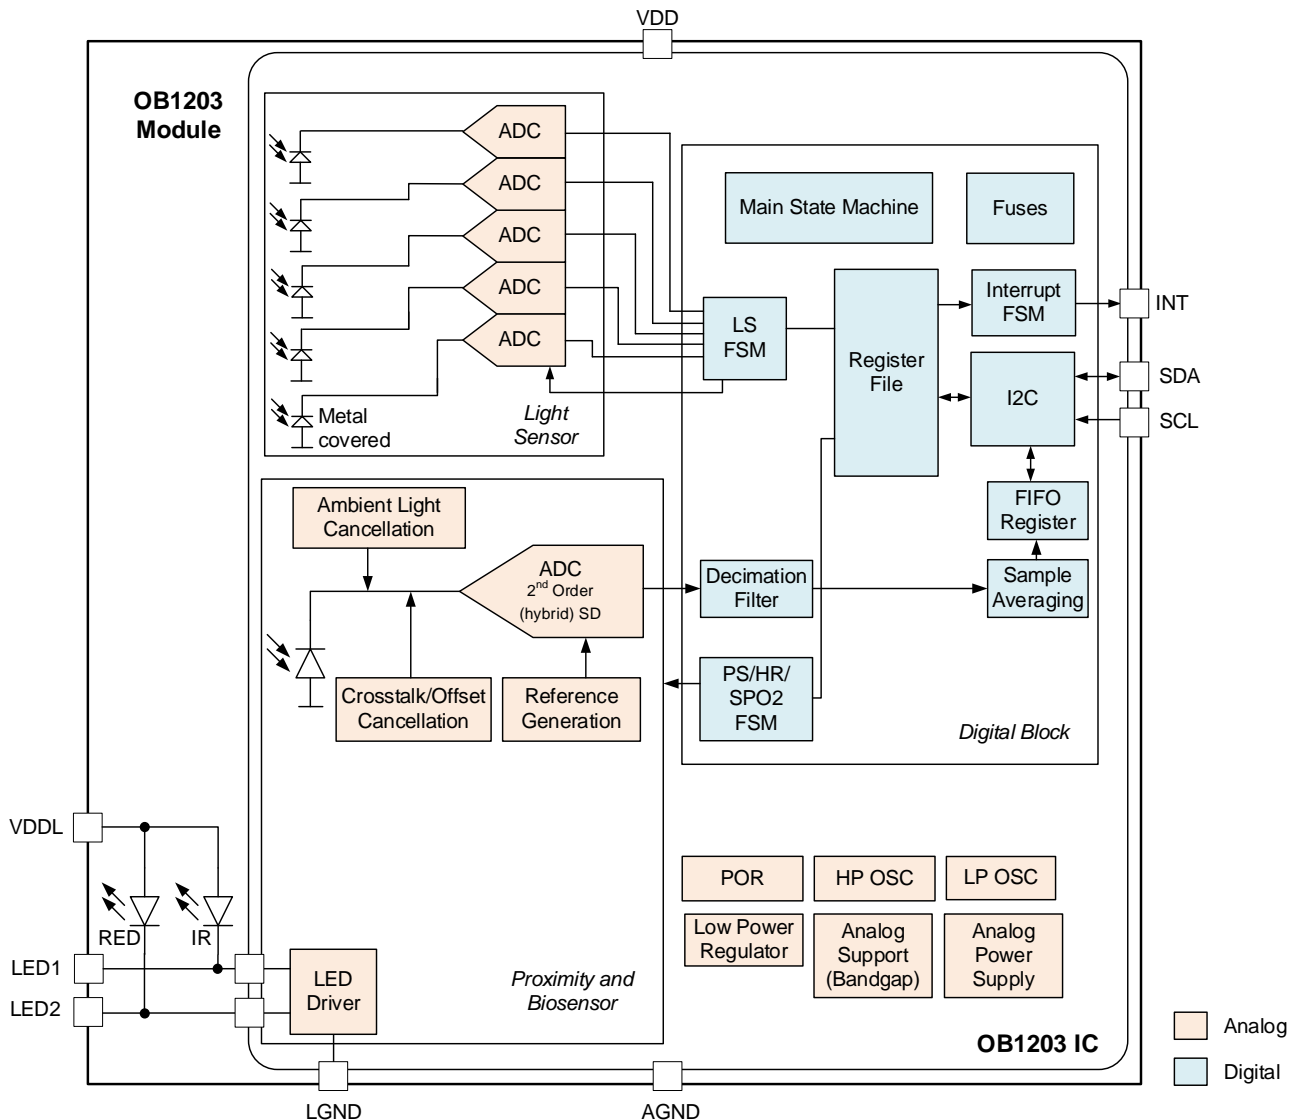 VDD
OB1203
Module
ADC
ADC
ADC
ADC
ADC
Metal
covered
Light
Sensor
Main State Machine
Fuses
LS
FSM
Register
File
Interrupt
FSM
I2C
INT
SDA
SCL
FIFO
Register
Sample
Averaging
Decimation
Filter
PS/HR/
SPO2
FSM
Digital Block
Ambient Light
Cancellation
ADC
2nd Order
(hybrid) SD
Crosstalk/Offset
Cancellation
Reference
Generation
VDDL
RED
IR
LED1
LED2
LED
Driver
Proximity and
Biosensor
POR
HP OSC
LP OSC
Low Power
Regulator
Analog
Support
(Bandgap)
Analog
Power
Supply
OB1203 IC
LGND
AGND
Analog
Digital